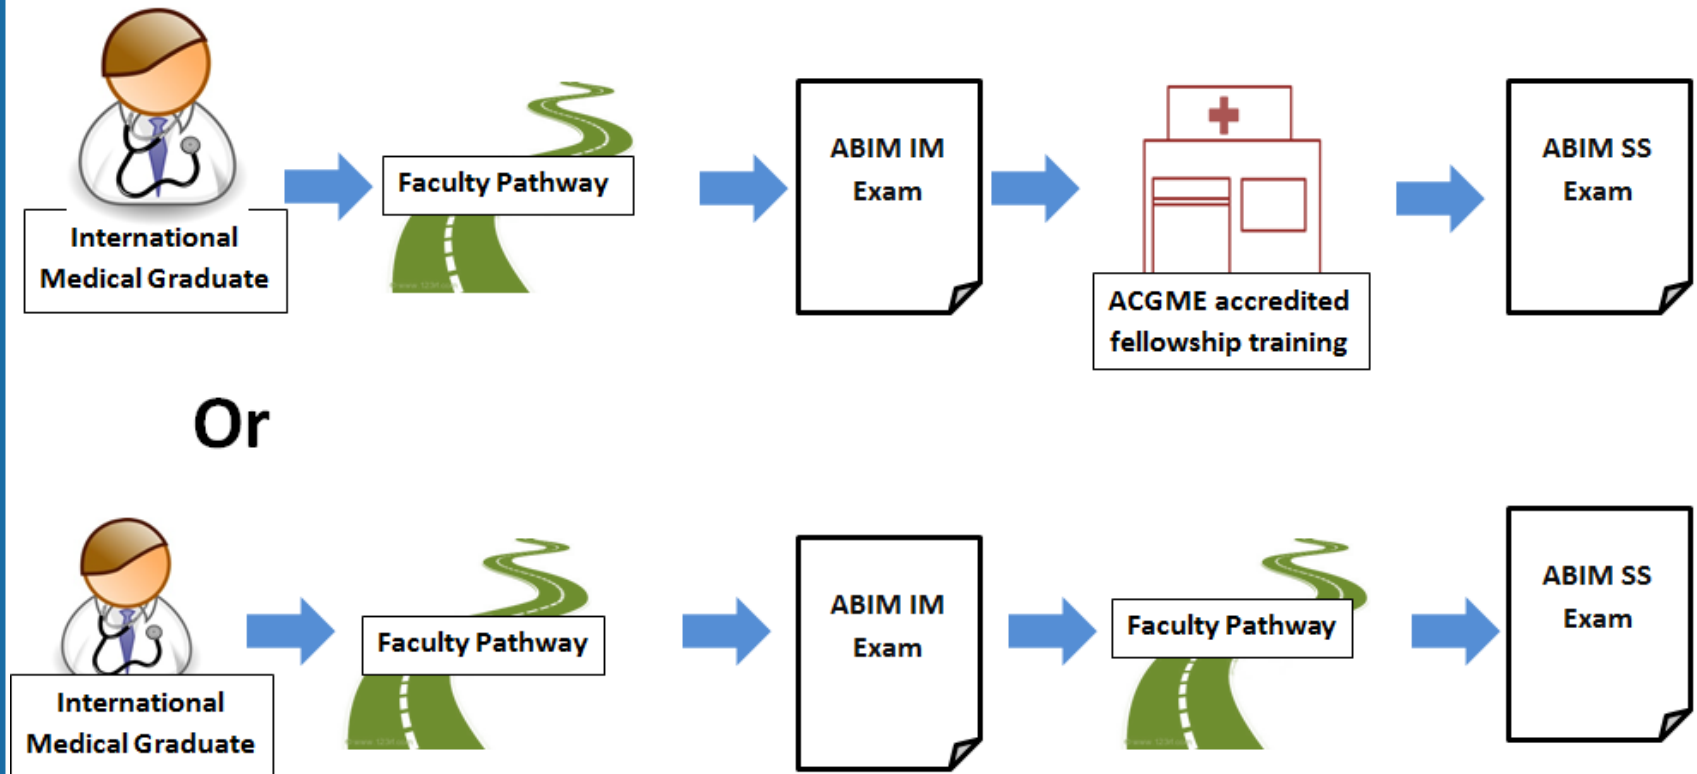 International
Medical Graduate
Faculty Pathway
ABIM IM
Exam
ACGME accredited
fellowship training
ABIM SS
Exam
Or
International
Medical Graduate
Faculty Pathway
ABIM IM
Exam
Faculty Pathway
ABIM SS
Exam